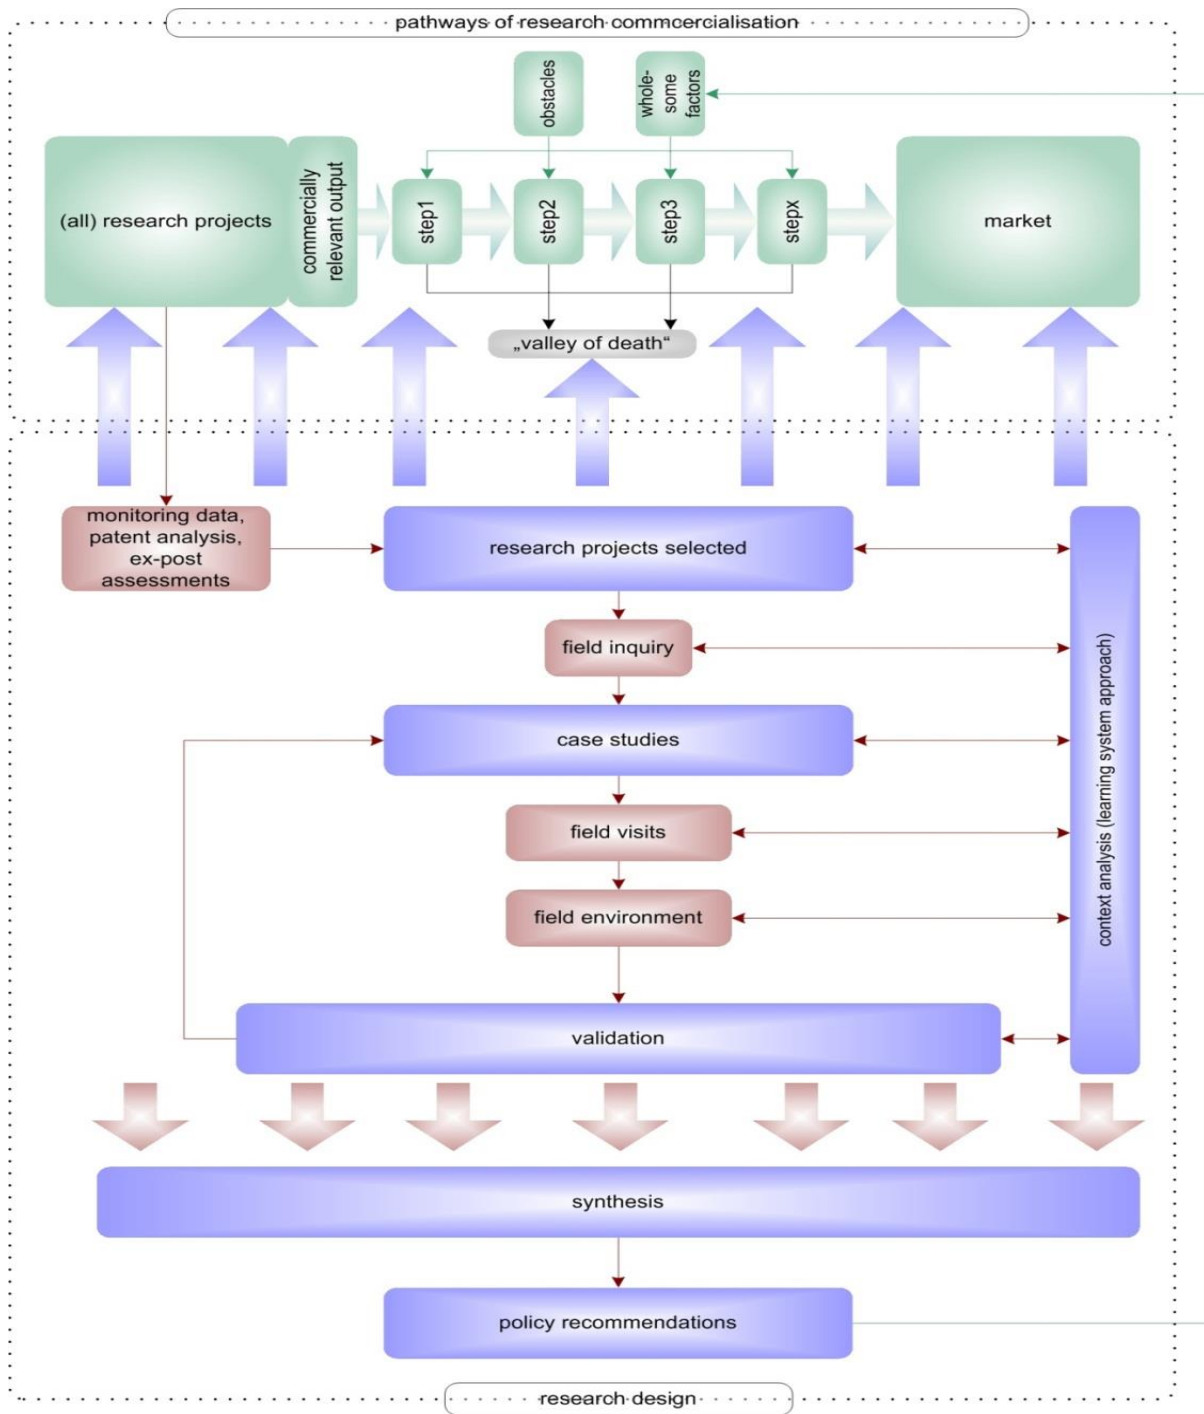 pathways of research commcercialisation
obstacles
whole-
some
factors
(all) research projects
commercially
relevant output
step1
step2
step3
stepx
market
„valley of death“
monitoring data,
patent analysis,
ex-post
assessments
research projects selected
field inquiry
case studies
field visits
field environment
context analysis (learning system approach)
validation
synthesis
policy recommendations
research design